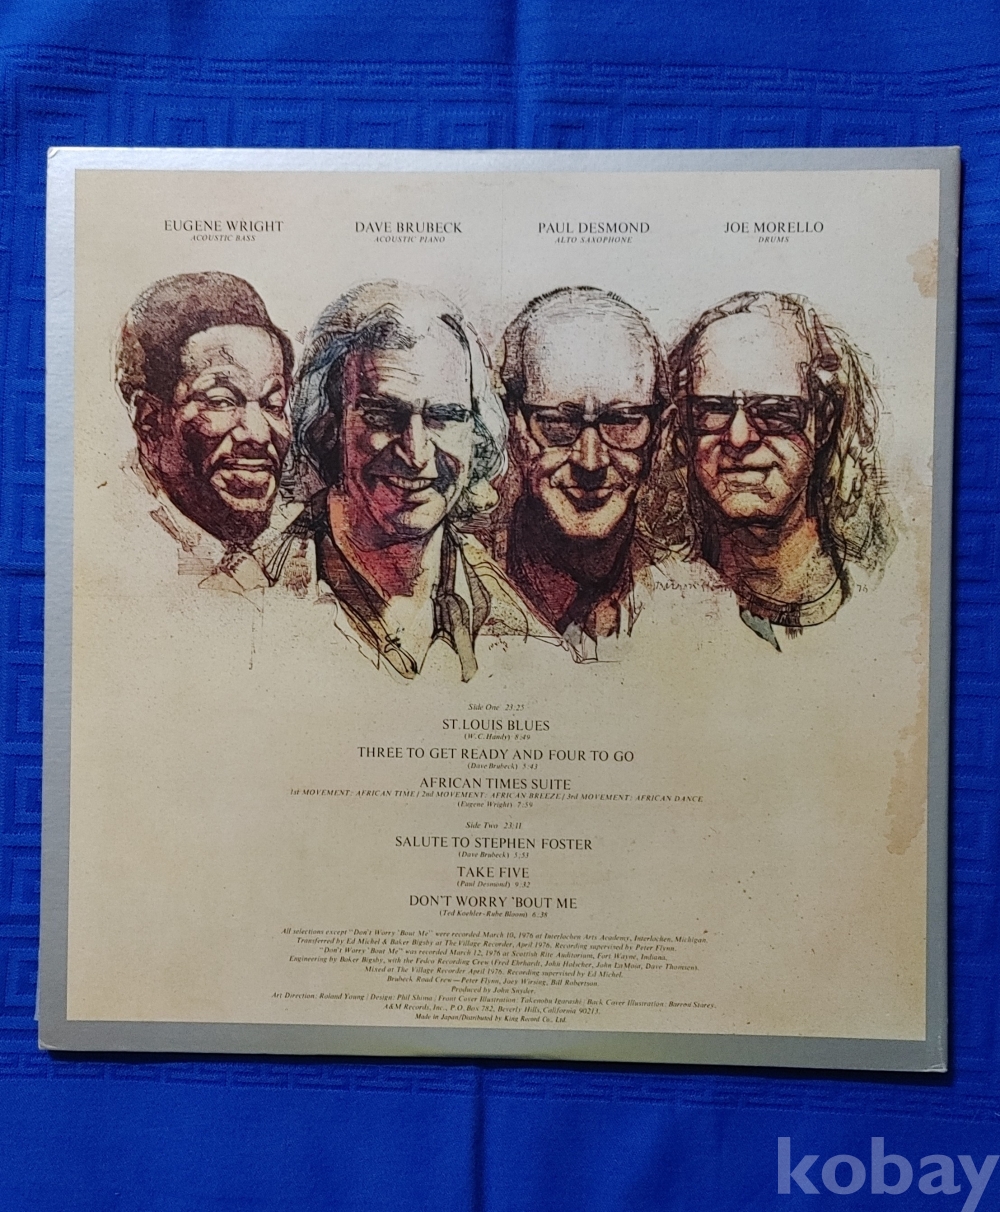 EUGENE WRIGHT
ACOUSTIC BASS
DAVE BRUBECK
ACOUSTIC PIANO
PAUL DESMOND
ALTO SAXOPHONE
JOE MORELLO
DRUMS
76
Side One 23:25
ST. LOUIS BLUES
(W. C. Handy) 8:49
THREE TO GET READY AND FOUR TO GO
(Dave Brubeck) 5:43
AFRICAN TIMES SUITE
1st MOVEMENT: AFRICAN TIME / 2nd MOVEMENT: AFRICAN BREEZE / 3rd MOVEMENT: AFRICAN DANCE
(Eugene Wright) 7:59
Side Two 23:11
SALUTE TO STEPHEN FOSTER
(Dave Brubeck) 5:53
TAKE FIVE
(Paul Desmond) 9:32
DON'T WORRY 'BOUT ME
(Ted Koehler-Rube Bloom) 6:38
All selections except "Don't Worry 'Bout Me" were recorded March 10, 1976 at Interlochen Arts Academy, Interlochen, Michigan.
Transferred by Ed Michel & Baker Bigsby at The Village Recorder, April 1976. Recording supervised by Peter Flynn.
"Don't Worry 'Bout Me" was recorded March 12, 1976 at Scottish Rite Auditorium, Fort Wayne, Indiana.
Engineering by Baker Bigsby, with the Fedco Recording Crew (Fred Ehrhardt, John Holscher, John LaMoia, Dave Thomson).
Mixed at The Village Recorder April 1976. Recording supervised by Ed Michel.
Brubeck Road Crew—Peter Flynn, Joey Wirsing, Bill Robertson.
Produced by John Snyder.
Art Direction: Roland Young / Design: Phil Shima / Front Cover Illustration: Takenobu Igarashi / Back Cover Illustration: Barron Storey.
A&M Records, Inc., P.O. Box 782, Beverly Hills, California 90213.
Made in Japan/Distributed by King Record Co., Ltd.
kobay